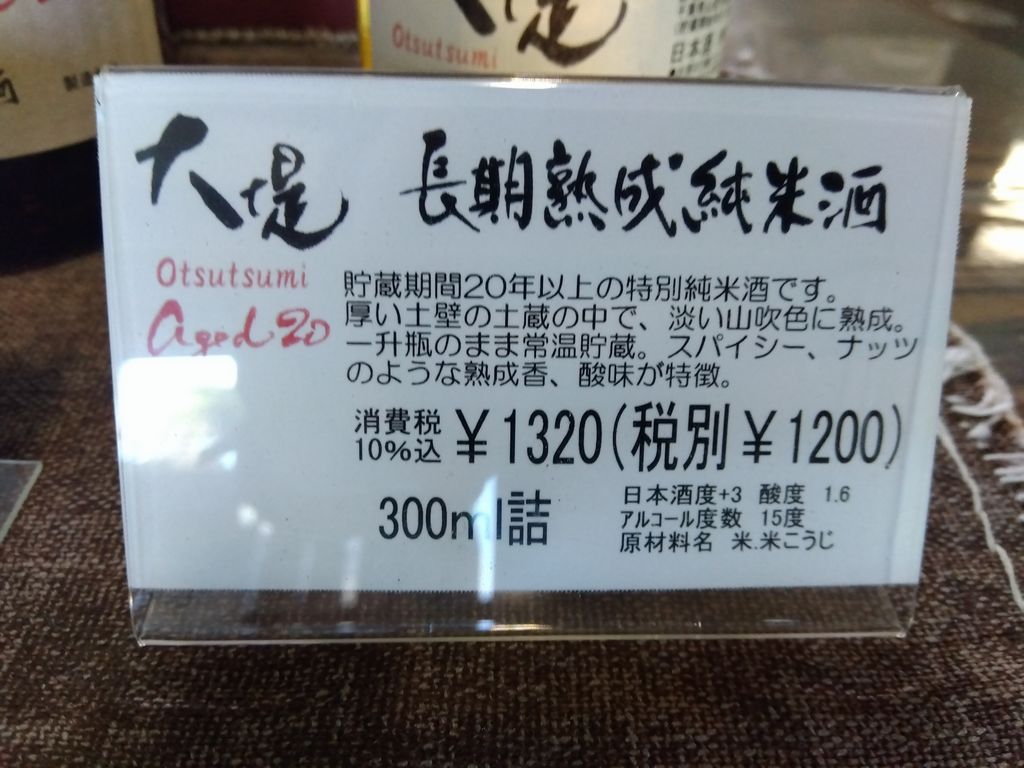 Otsutsumi
日本酒
大堤 長期熟成純米酒
Otsutsumi
Aged 20
貯蔵期間20年以上の特別純米酒です。
厚い土壁の土蔵の中で、淡い山吹色に熟成。
一升瓶のまま常温貯蔵。スパイシー、ナッツ
のような熟成香、酸味が特徴。
消費税
10%込 ¥1320(税別¥1200)
300ml詰
日本酒度+3 酸度 1.6
アルコール度数 15度
原材料名 米.米こうじ